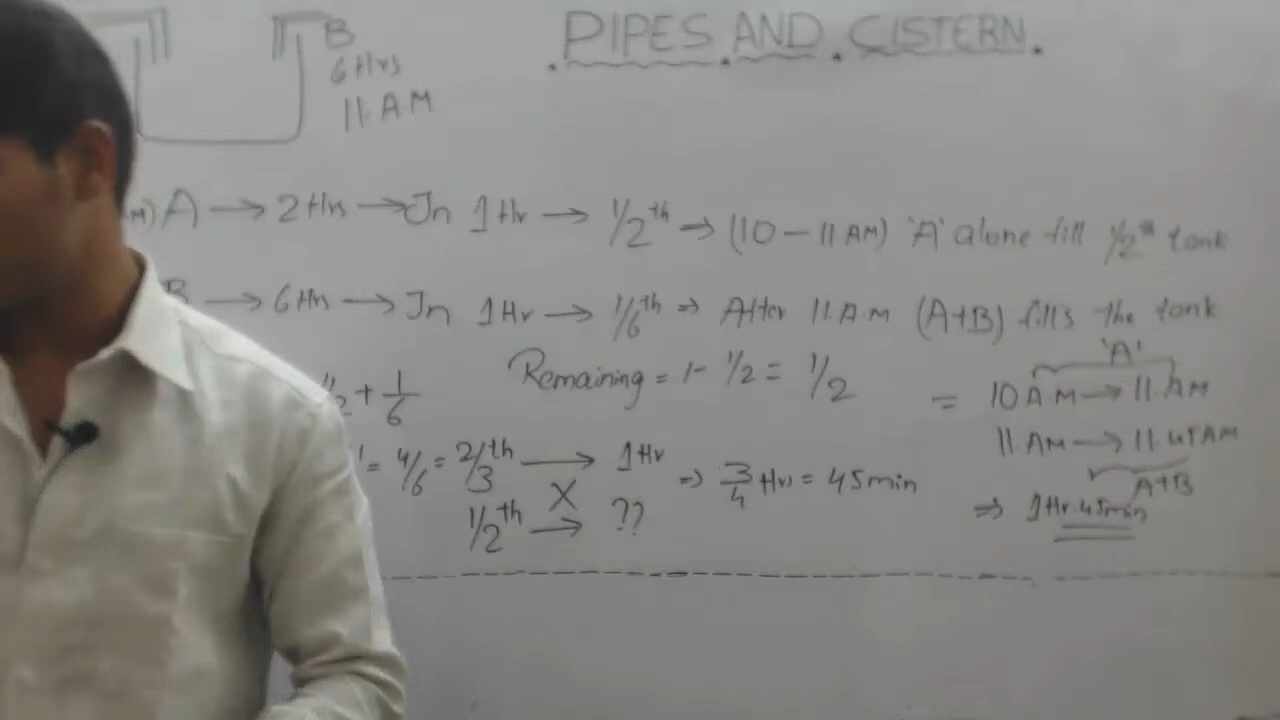 PIPES AND CISTERN.
B
6 Hrs
11.AM
M) A → 2 Hrs → In 1 Hr → 1/2th ⇒ (10 – 11 AM) 'A' alone fill 1/2th tank
B → 6 Hrs → In 1 Hr → 1/6th ⇒ After 11 A.M (A+B) fills the tank
1/2 + 1/6
Remaining = 1 - 1/2 = 1/2
'A'
= 10 A.M → 11.AM
= 4/6 = 2/3th → 1 Hr
11. AM → 11.45 AM
X
⇒ 3/4 Hrs = 45 min
A+B
1/2th → ??
⇒ 1 Hr 45 min